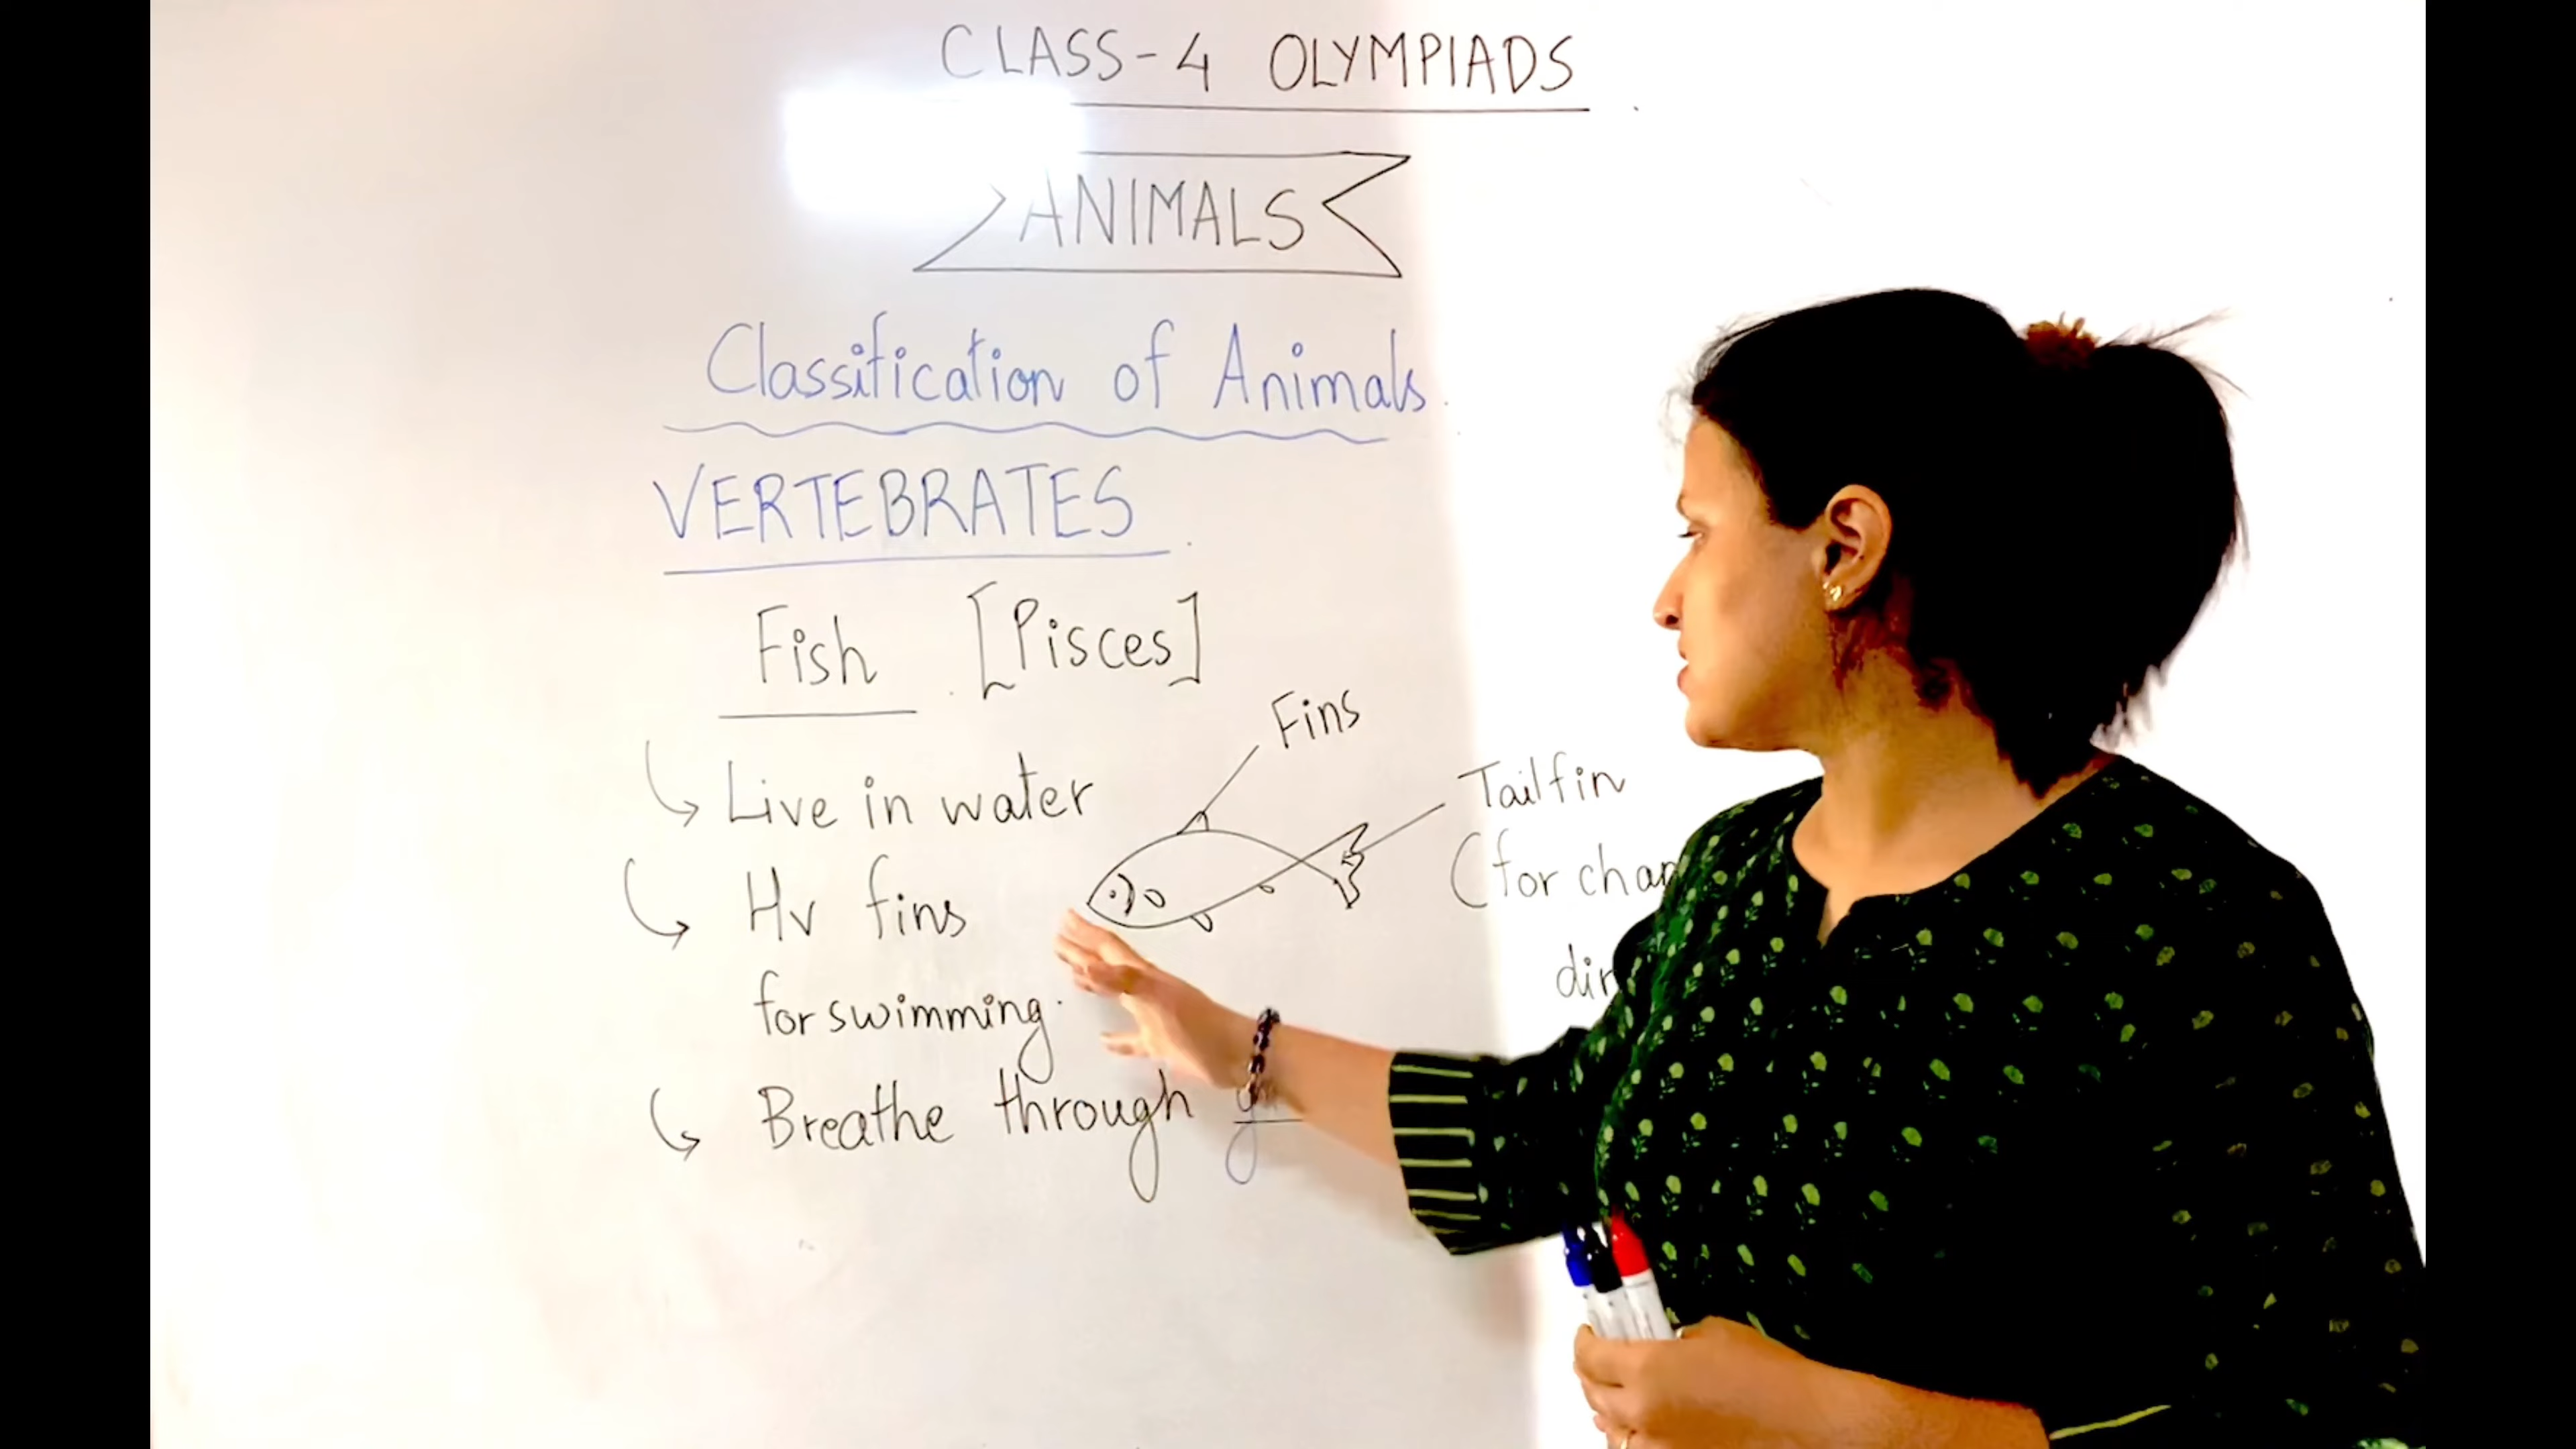 CLASS-4 OLYMPIADS
ANIMALS
Classification of Animals
VERTEBRATES
Fish [Pisces]
Fins
Tailfin
Live in water
(for
Hv fins
for swimming.
Breathe through